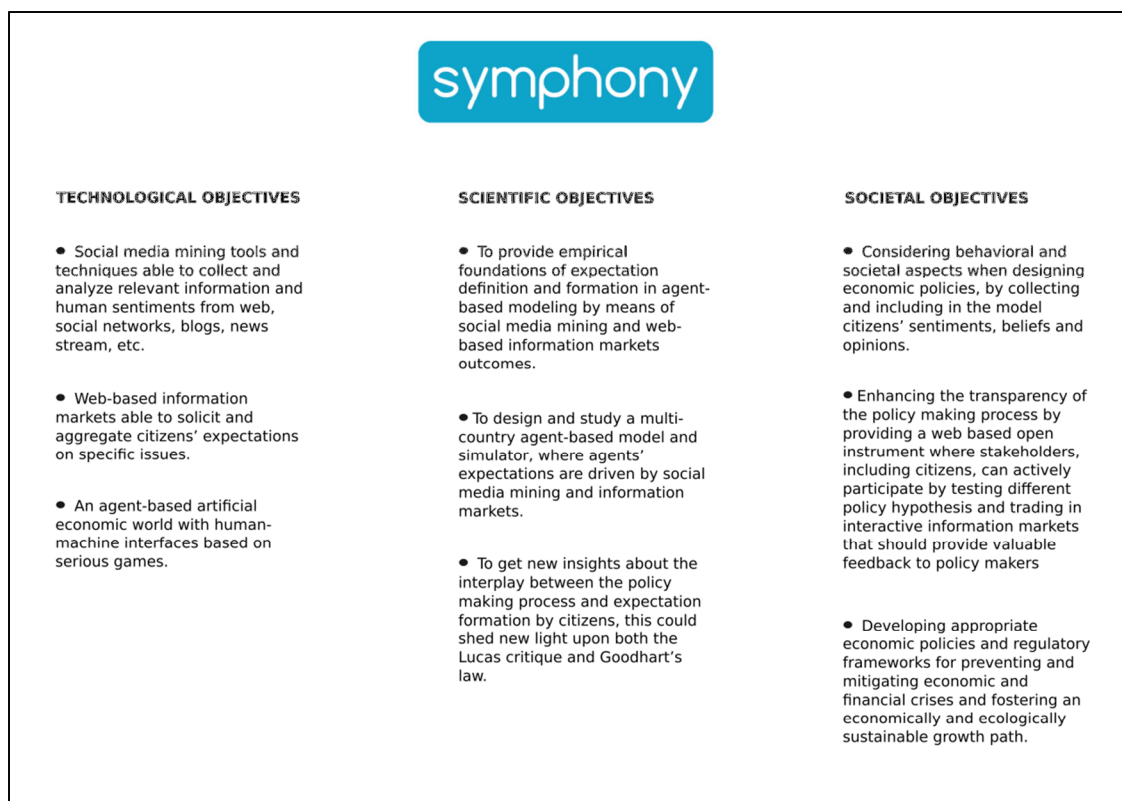 symphony
TECHNOLOGICAL OBJECTIVES
● Social media mining tools and
techniques able to collect and
analyze relevant information and
human sentiments from web,
social networks, blogs, news
stream, etc.
● Web-based information
markets able to solicit and
aggregate citizens’ expectations
on specific issues.
● An agent-based artificial
economic world with human-
machine interfaces based on
serious games.
SCIENTIFIC OBJECTIVES
● To provide empirical
foundations of expectation
definition and formation in agent-
based modeling by means of
social media mining and web-
based information markets
outcomes.
● To design and study a multi-
country agent-based model and
simulator, where agents’
expectations are driven by social
media mining and information
markets.
● To get new insights about the
interplay between the policy
making process and expectation
formation by citizens, this could
shed new light upon both the
Lucas critique and Goodhart’s
law.
SOCIETAL OBJECTIVES
● Considering behavioral and
societal aspects when designing
economic policies, by collecting
and including in the model
citizens’ sentiments, beliefs and
opinions.
● Enhancing the transparency of
the policy making process by
providing a web based open
instrument where stakeholders,
including citizens, can actively
participate by testing different
policy hypothesis and trading in
interactive information markets
that should provide valuable
feedback to policy makers
● Developing appropriate
economic policies and regulatory
frameworks for preventing and
mitigating economic and
financial crises and fostering an
economically and ecologically
sustainable growth path.